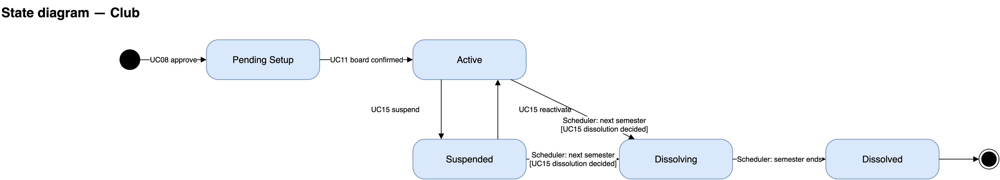 State diagram — Club
UC08 approve
Pending Setup
UC11 board confirmed
Active
UC15 suspend
UC15 reactivate
Scheduler: next semester
[UC15 dissolution decided]
Suspended
Scheduler: next semester
[UC15 dissolution decided]
Dissolving
Scheduler: semester ends
Dissolved